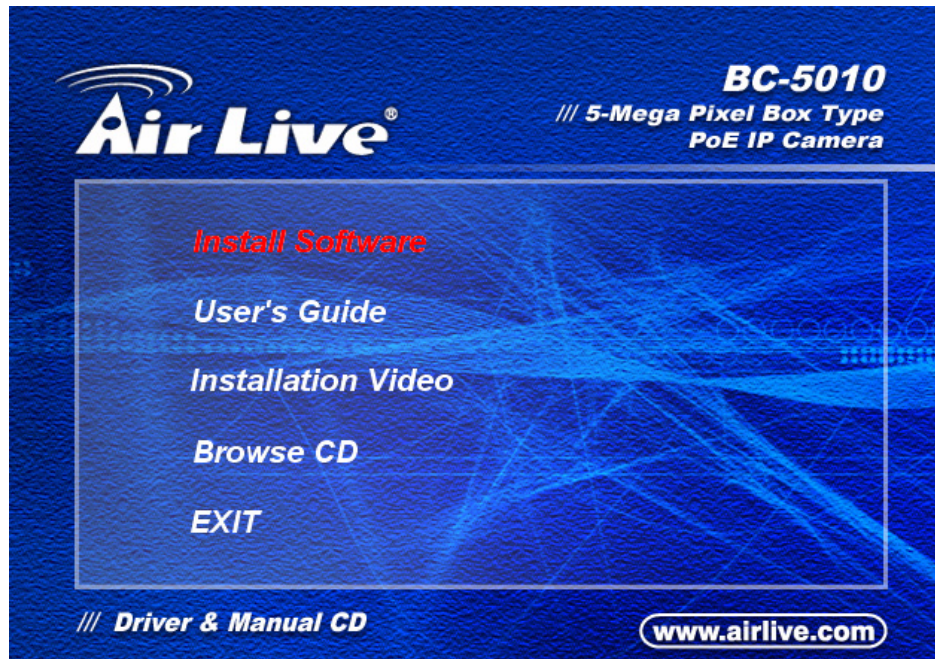 Air Live®
BC-5010
/// 5-Mega Pixel Box Type
PoE IP Camera
Install Software
User's Guide
Installation Video
Browse CD
EXIT
/// Driver & Manual CD
www.airlive.com